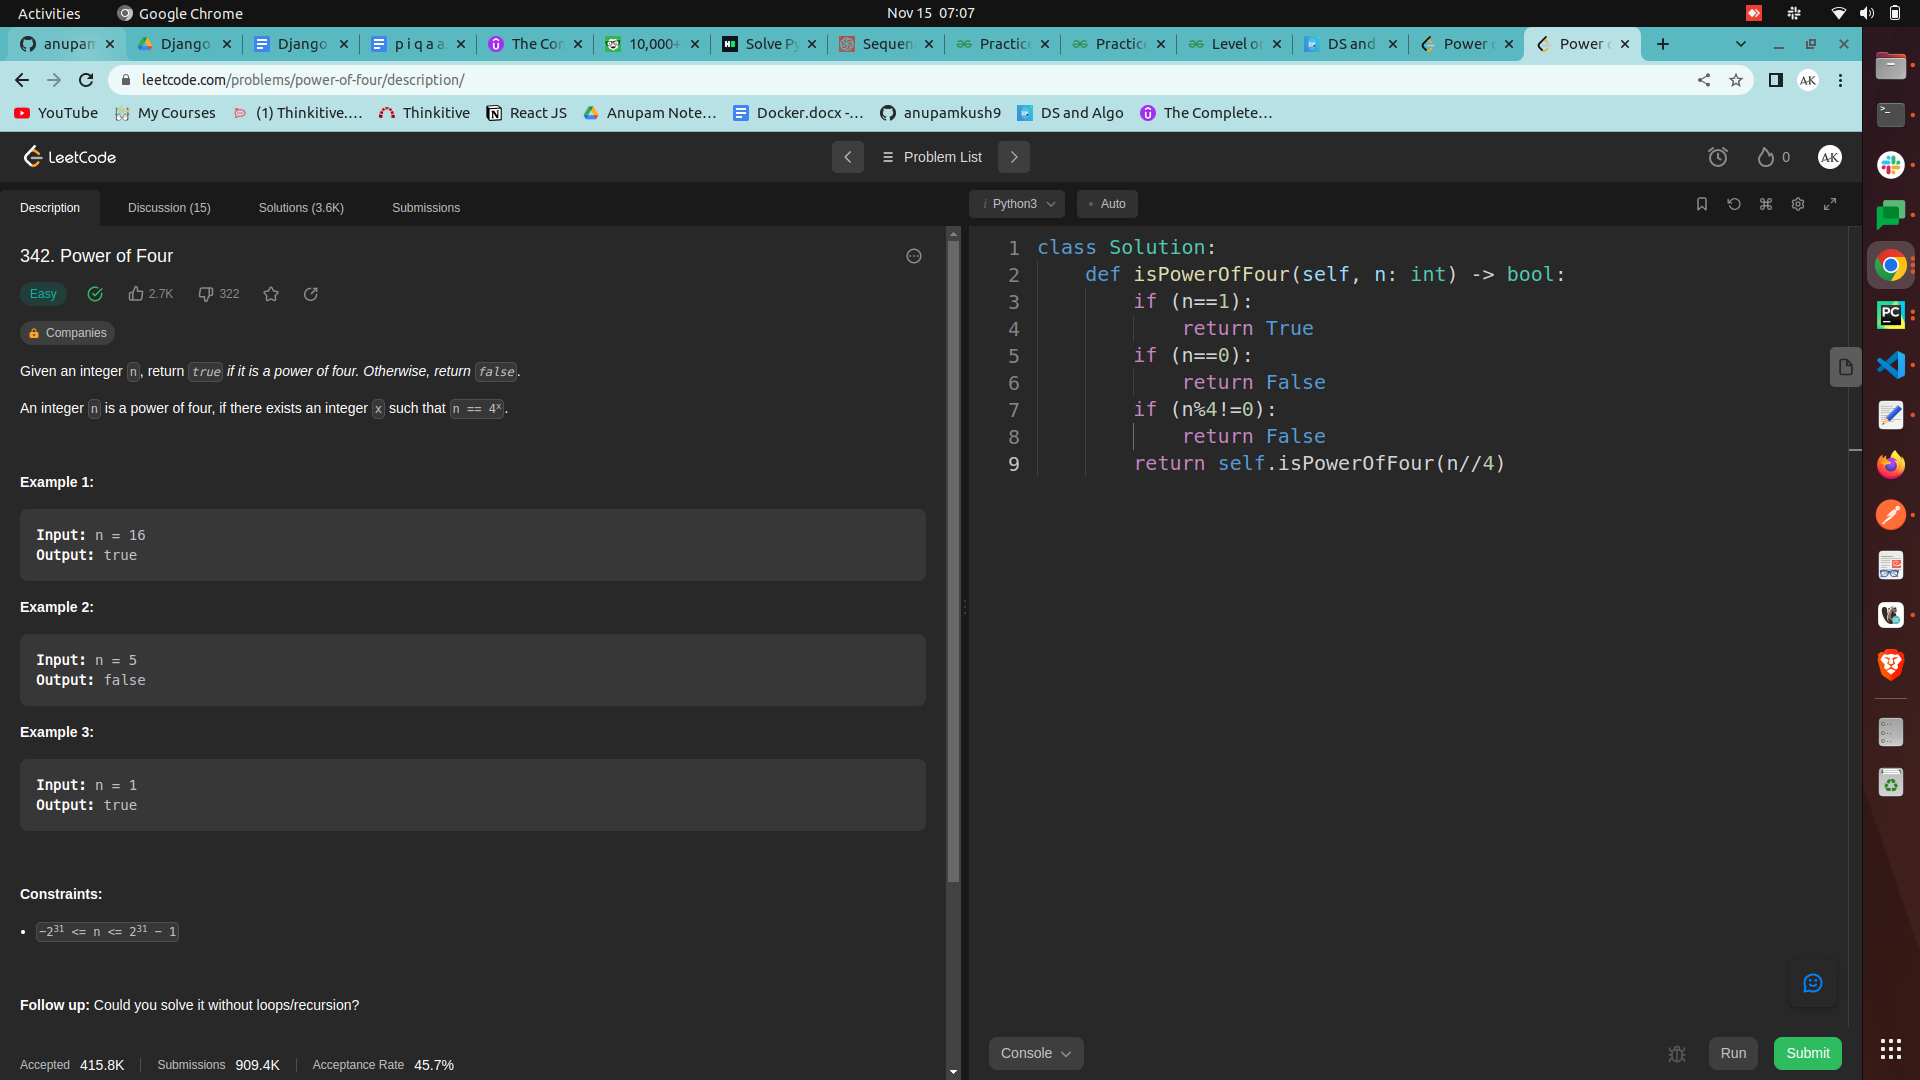 Activities Google Chrome Nov 15 07:07
anupam Django Django p i q a a. The Con 10,000+ Solve Py Sequen Practice Practice Level or DS and Power o Power o
leetcode.com/problems/power-of-four/description/ AK
YouTube My Courses (1) Thinkitive.… Thinkitive React JS Anupam Note… Docker.docx -… anupamkush9 DS and Algo The Complete…
LeetCode Problem List 0 AK
Description Discussion (15) Solutions (3.6K) Submissions
i Python3 • Auto
342. Power of Four
Easy 2.7K 322
Companies
Given an integer n, return true if it is a power of four. Otherwise, return false.
An integer n is a power of four, if there exists an integer x such that n == 4ˣ.
Example 1:
Input: n = 16
Output: true
Example 2:
Input: n = 5
Output: false
Example 3:
Input: n = 1
Output: true
Constraints:
• -2³¹ <= n <= 2³¹ - 1
Follow up: Could you solve it without loops/recursion?
Accepted 415.8K Submissions 909.4K Acceptance Rate 45.7%
1 class Solution:
2 def isPowerOfFour(self, n: int) -> bool:
3 if (n==1):
4 return True
5 if (n==0):
6 return False
7 if (n%4!=0):
8 return False
9 return self.isPowerOfFour(n//4)
Console Run Submit
PC